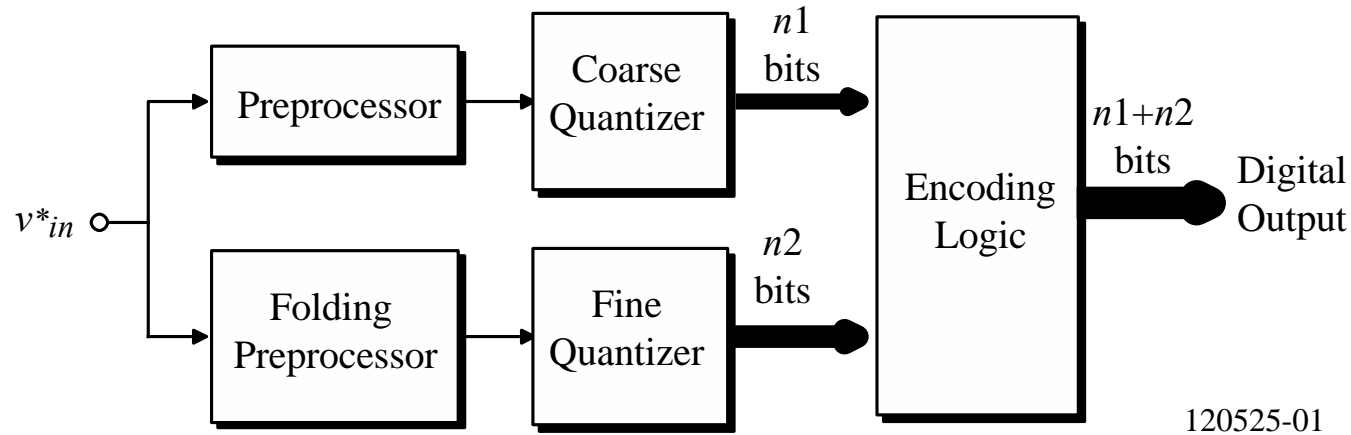 n1
bits
Preprocessor
Coarse
Quantizer
n1+n2
bits
Encoding
Logic
Digital
Output
v*in
n2
bits
Folding
Preprocessor
Fine
Quantizer
120525-01